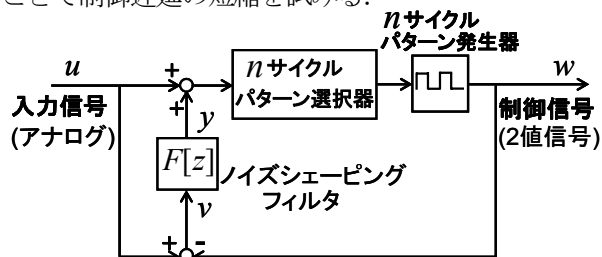 ことで制御遅延の短縮を試みる.
nサイクル
パターン発生器
u
+
nサイクル
パターン選択器
w
入力信号
(アナログ)
+
y
制御信号
(2値信号)
F[z]
ノイズシェーピング
フィルタ
v
+
-